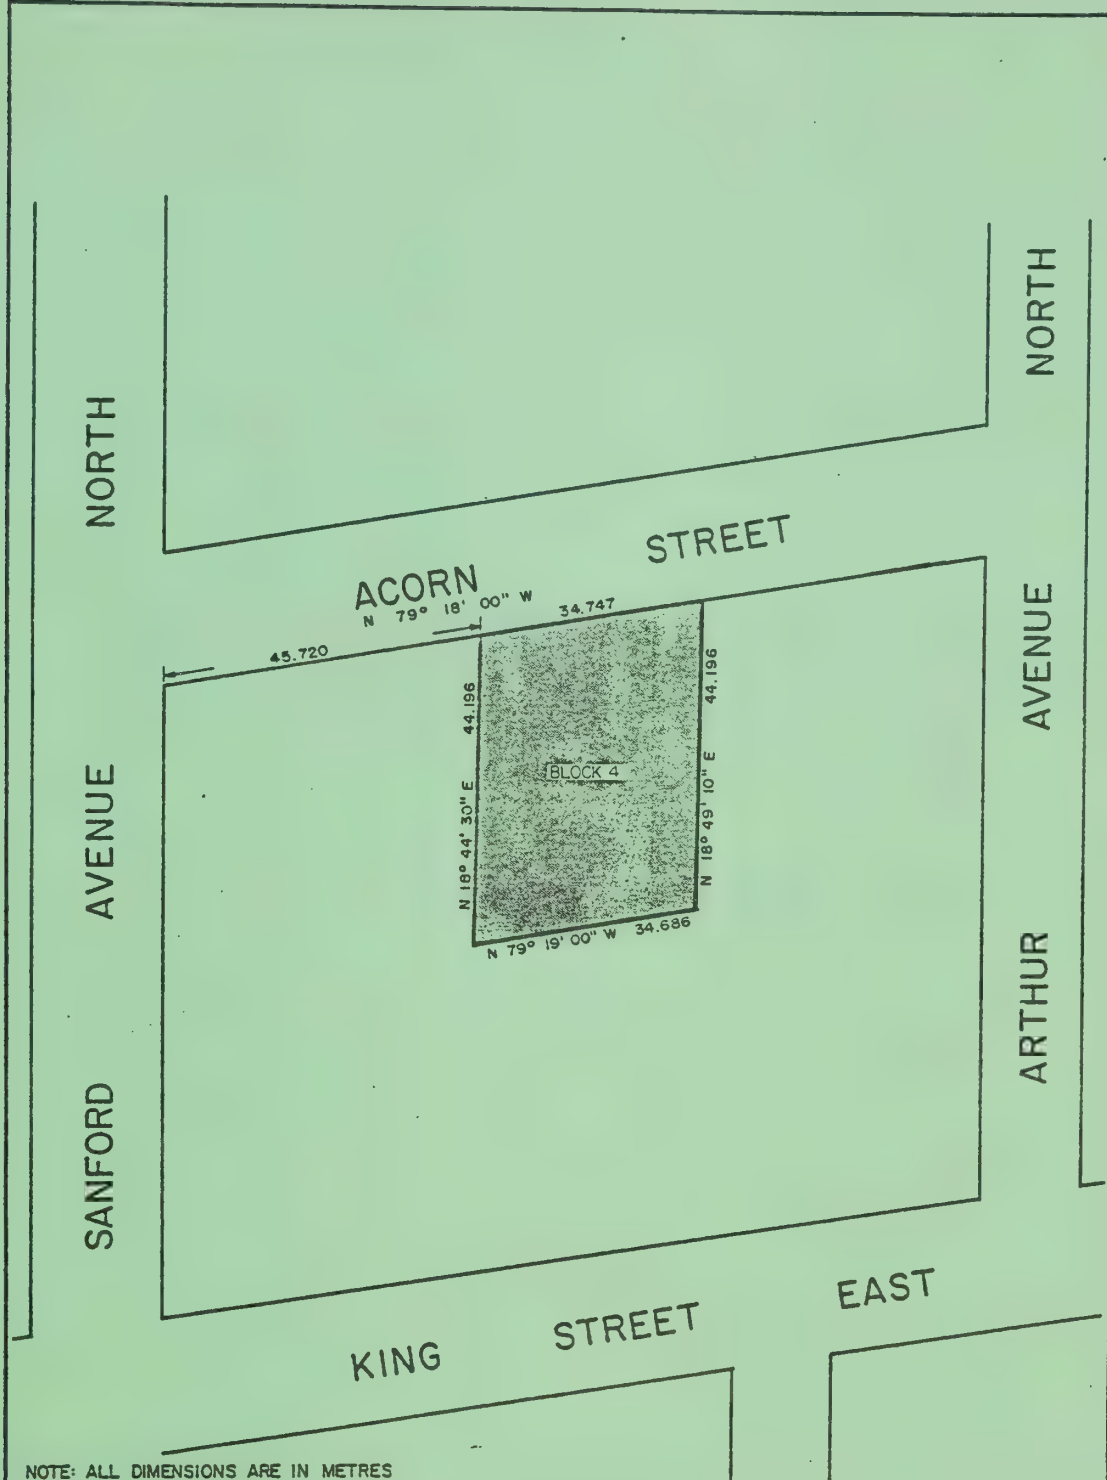 NORTH
AVENUE
SANFORD
NORTH
AVENUE
ARTHUR
ACORN STREET
N 79° 18' 00" W
34.747
45.720
44.196
N 18° 44' 30" E
44.196
N 18° 49' 10" E
BLOCK 4
N 79° 19' 00" W 34.686
KING STREET EAST
NOTE: ALL DIMENSIONS ARE IN METRES